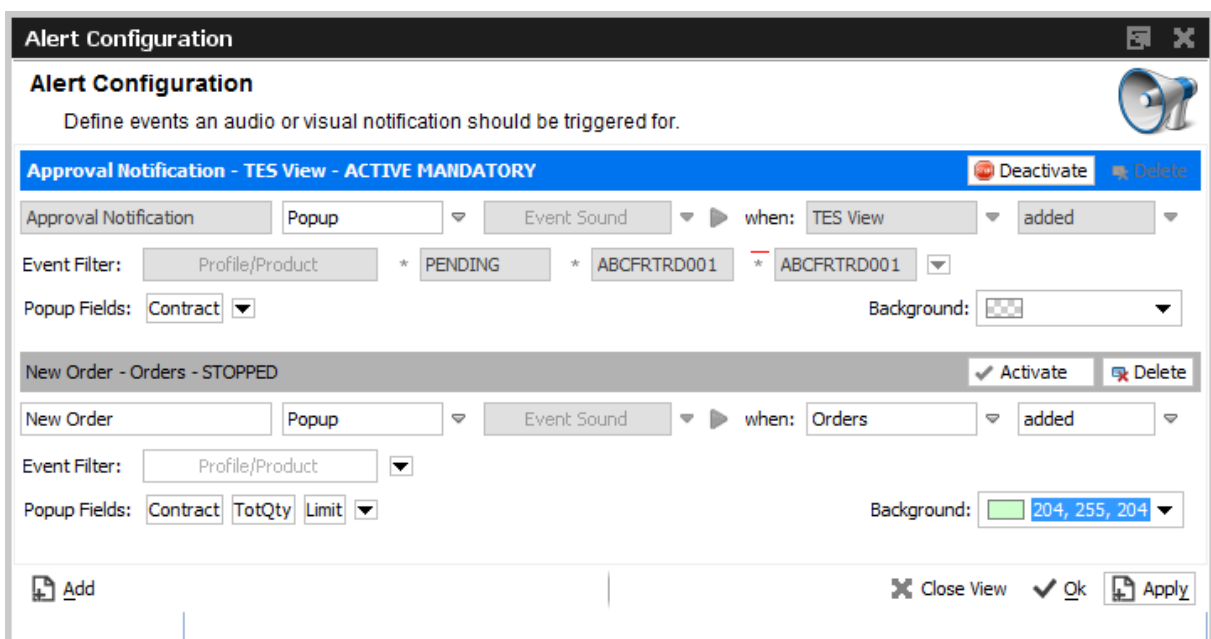 Alert Configuration
Alert Configuration
Define events an audio or visual notification should be triggered for.
Approval Notification - TES View - ACTIVE MANDATORY Deactivate Delete
Approval Notification Popup Event Sound when: TES View added
Event Filter: Profile/Product * PENDING * ABCFRTRD001 * ABCFRTRD001
Popup Fields: Contract Background:
New Order - Orders - STOPPED Activate Delete
New Order Popup Event Sound when: Orders added
Event Filter: Profile/Product
Popup Fields: Contract TotQty Limit Background: 204, 255, 204
Add Close View Ok Apply